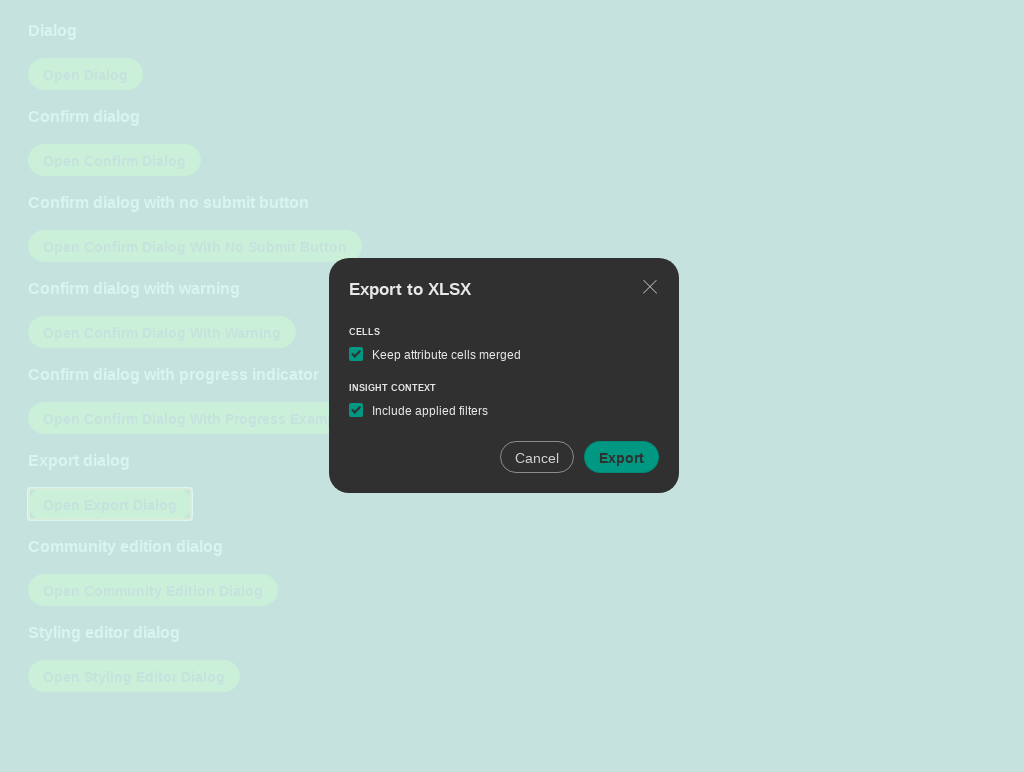 Dialog
Open Dialog
Confirm dialog
Open Confirm Dialog
Confirm dialog with no submit button
Open Confirm Dialog With No Submit Button
Confirm dialog with warning
Open Confirm Dialog With Warning
Confirm dialog with progress indicator
Open Confirm Dialog With Progress Exam
Export dialog
Open Export Dialog
Community edition dialog
Open Community Edition Dialog
Styling editor dialog
Open Styling Editor Dialog
Export to XLSX
CELLS
Keep attribute cells merged
INSIGHT CONTEXT
Include applied filters
Cancel Export